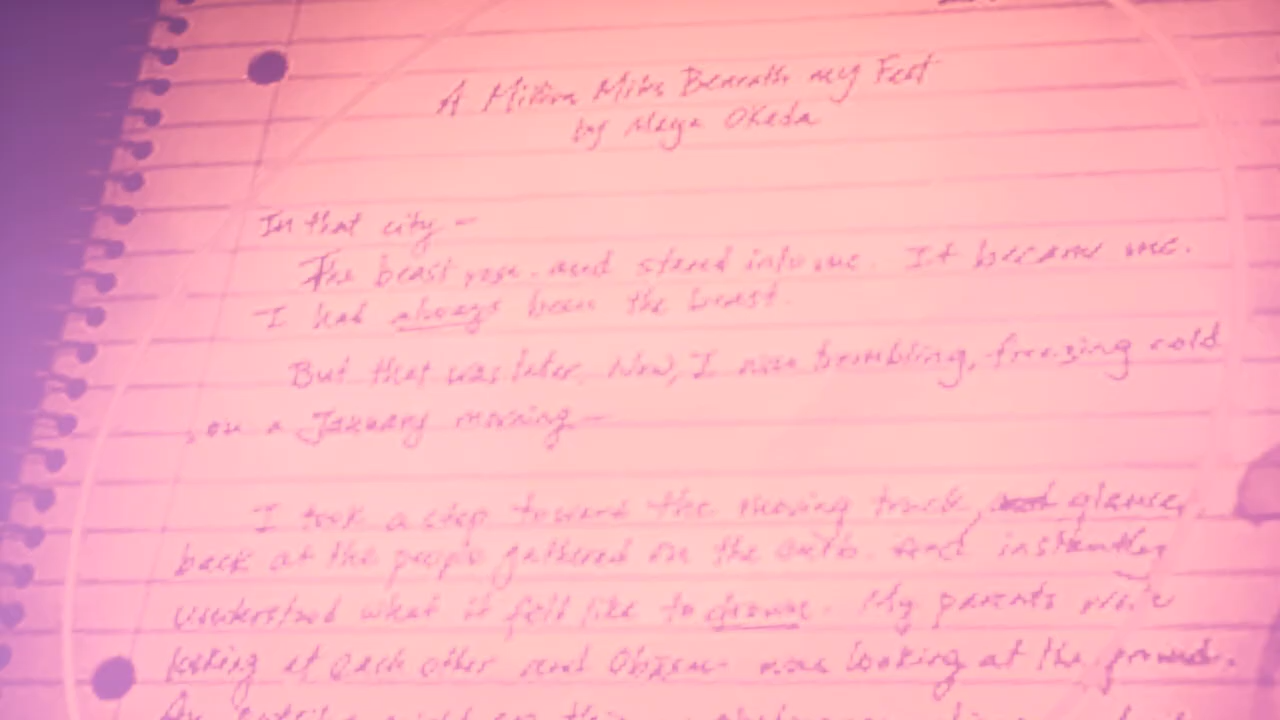 A Million Miles Beneath my Feet
by Maya Okeda
In that city -
The beast rose and stared into me. It became me.
I had always been the beast.
But that was later. Now, I was trembling, freezing cold
, on a January morning -
I took a step toward the moving truck, and glance
back at the people gathered on the curb. And instantly
understood what it felt like to change. My parents were
looking at each other and was looking at the ground.